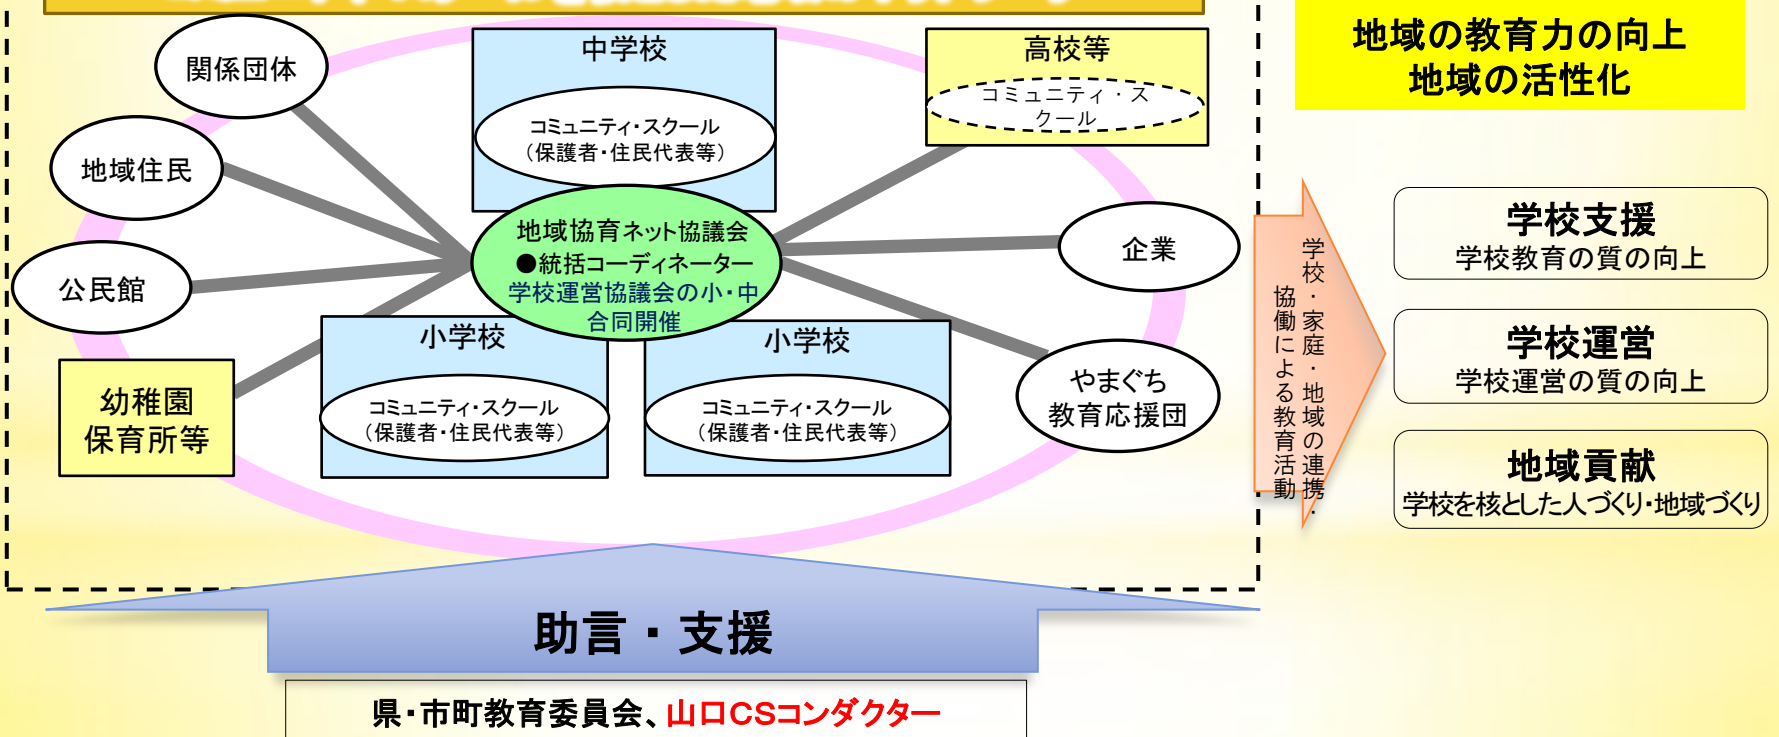 中学校
高校等
関係団体
コミュニティ・スクール
（保護者・住民代表等）
コミュニティ・ス
クール
地域住民
地域協育ネット協議会
●統括コーディネーター
学校運営協議会の小・中
合同開催
企業
公民館
小学校
小学校
幼稚園
保育所等
コミュニティ・スクール
（保護者・住民代表等）
コミュニティ・スクール
（保護者・住民代表等）
やまぐち
教育応援団
助言・支援
県・市町教育委員会、山口CSコンダクター
学校・家庭・地域の連携・
協働による教育活動
地域の教育力の向上
地域の活性化
学校支援
学校教育の質の向上
学校運営
学校運営の質の向上
地域貢献
学校を核とした人づくり・地域づくり